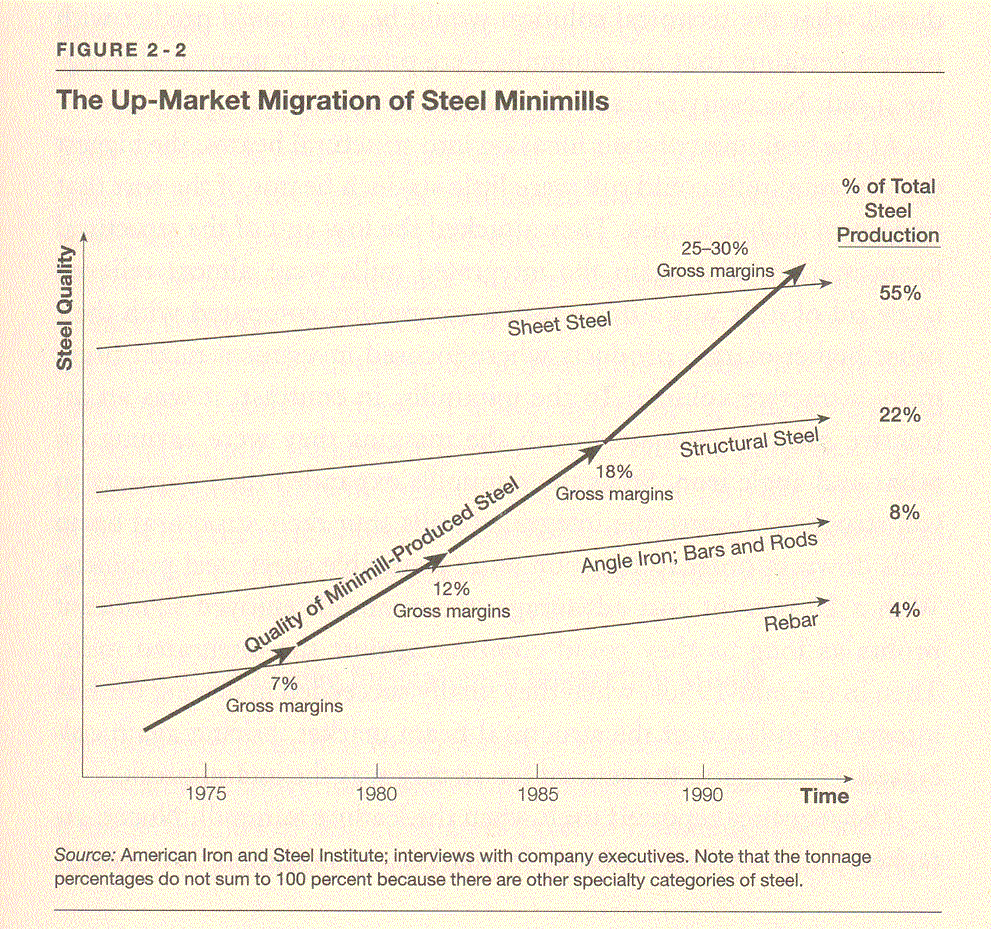 FIGURE 2-2
The Up-Market Migration of Steel Minimills
% of Total
Steel
Production
Steel Quality
25–30%
Gross margins
55%
Sheet Steel
22%
Structural Steel
18%
Gross margins
Quality of Minimill-Produced Steel
8%
Angle Iron; Bars and Rods
12%
Gross margins
4%
Rebar
7%
Gross margins
1975
1980
1985
1990
Time
Source: American Iron and Steel Institute; interviews with company executives. Note that the tonnage
percentages do not sum to 100 percent because there are other specialty categories of steel.